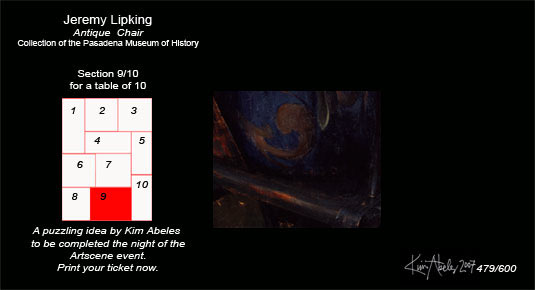 Jeremy Lipking
Antique Chair
Collection of the Pasadena Museum of History
Section 9/10
for a table of 10
1
2
3
4
5
6
7
8
9
10
A puzzling idea by Kim Abeles
to be completed the night of the
Artscene event.
Print your ticket now.
Kim Abeles 2007 479/600